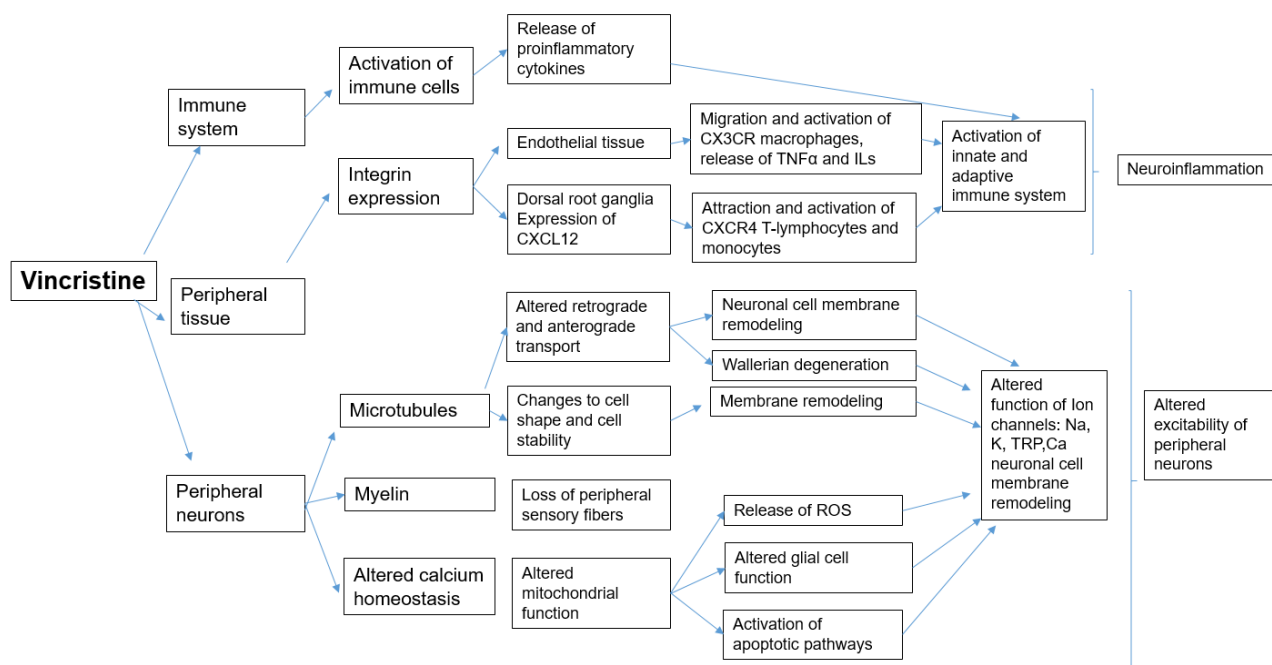 Vincristine
Immune
system
Peripheral
tissue
Peripheral
neurons
Activation of
immune cells
Integrin
expression
Microtubules
Myelin
Altered calcium
homeostasis
Release of
proinflammatory
cytokines
Endothelial tissue
Dorsal root ganglia
Expression of
CXCL12
Altered retrograde
and anterograde
transport
Changes to cell
shape and cell
stability
Loss of peripheral
sensory fibers
Altered
mitochondrial
function
Migration and activation of
CX3CR macrophages,
release of TNFα and ILs
Attraction and activation of
CXCR4 T-lymphocytes and
monocytes
Neuronal cell membrane
remodeling
Wallerian degeneration
Membrane remodeling
Release of ROS
Altered glial cell
function
Activation of
apoptotic pathways
Activation of
innate and
adaptive
immune system
Altered
function of Ion
channels: Na,
K, TRP,Ca
neuronal cell
membrane
remodeling
Neuroinflammation
Altered
excitability of
peripheral
neurons